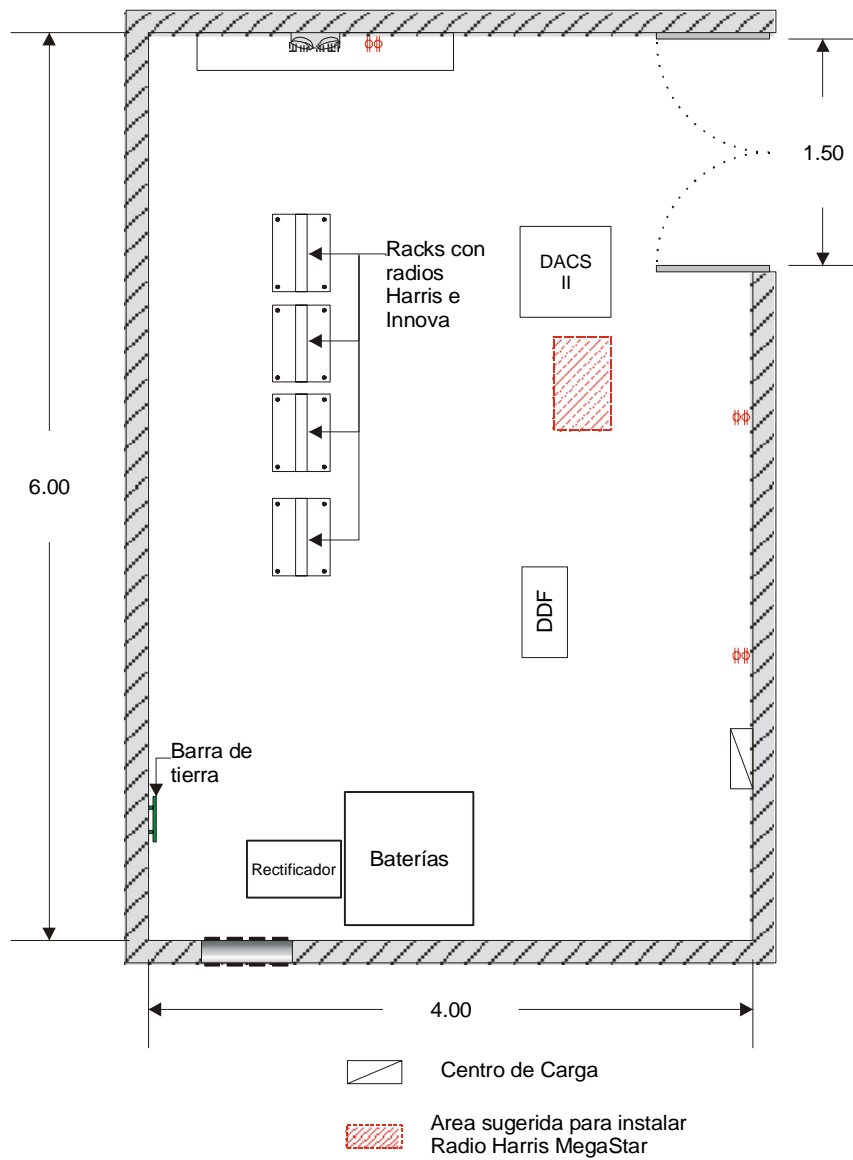 1.50
Racks con
radios
Harris e
Innova
DACS
II
6.00
DDF
Barra de
tierra
Rectificador
Baterías
4.00
Centro de Carga
Area sugerida para instalar
Radio Harris MegaStar